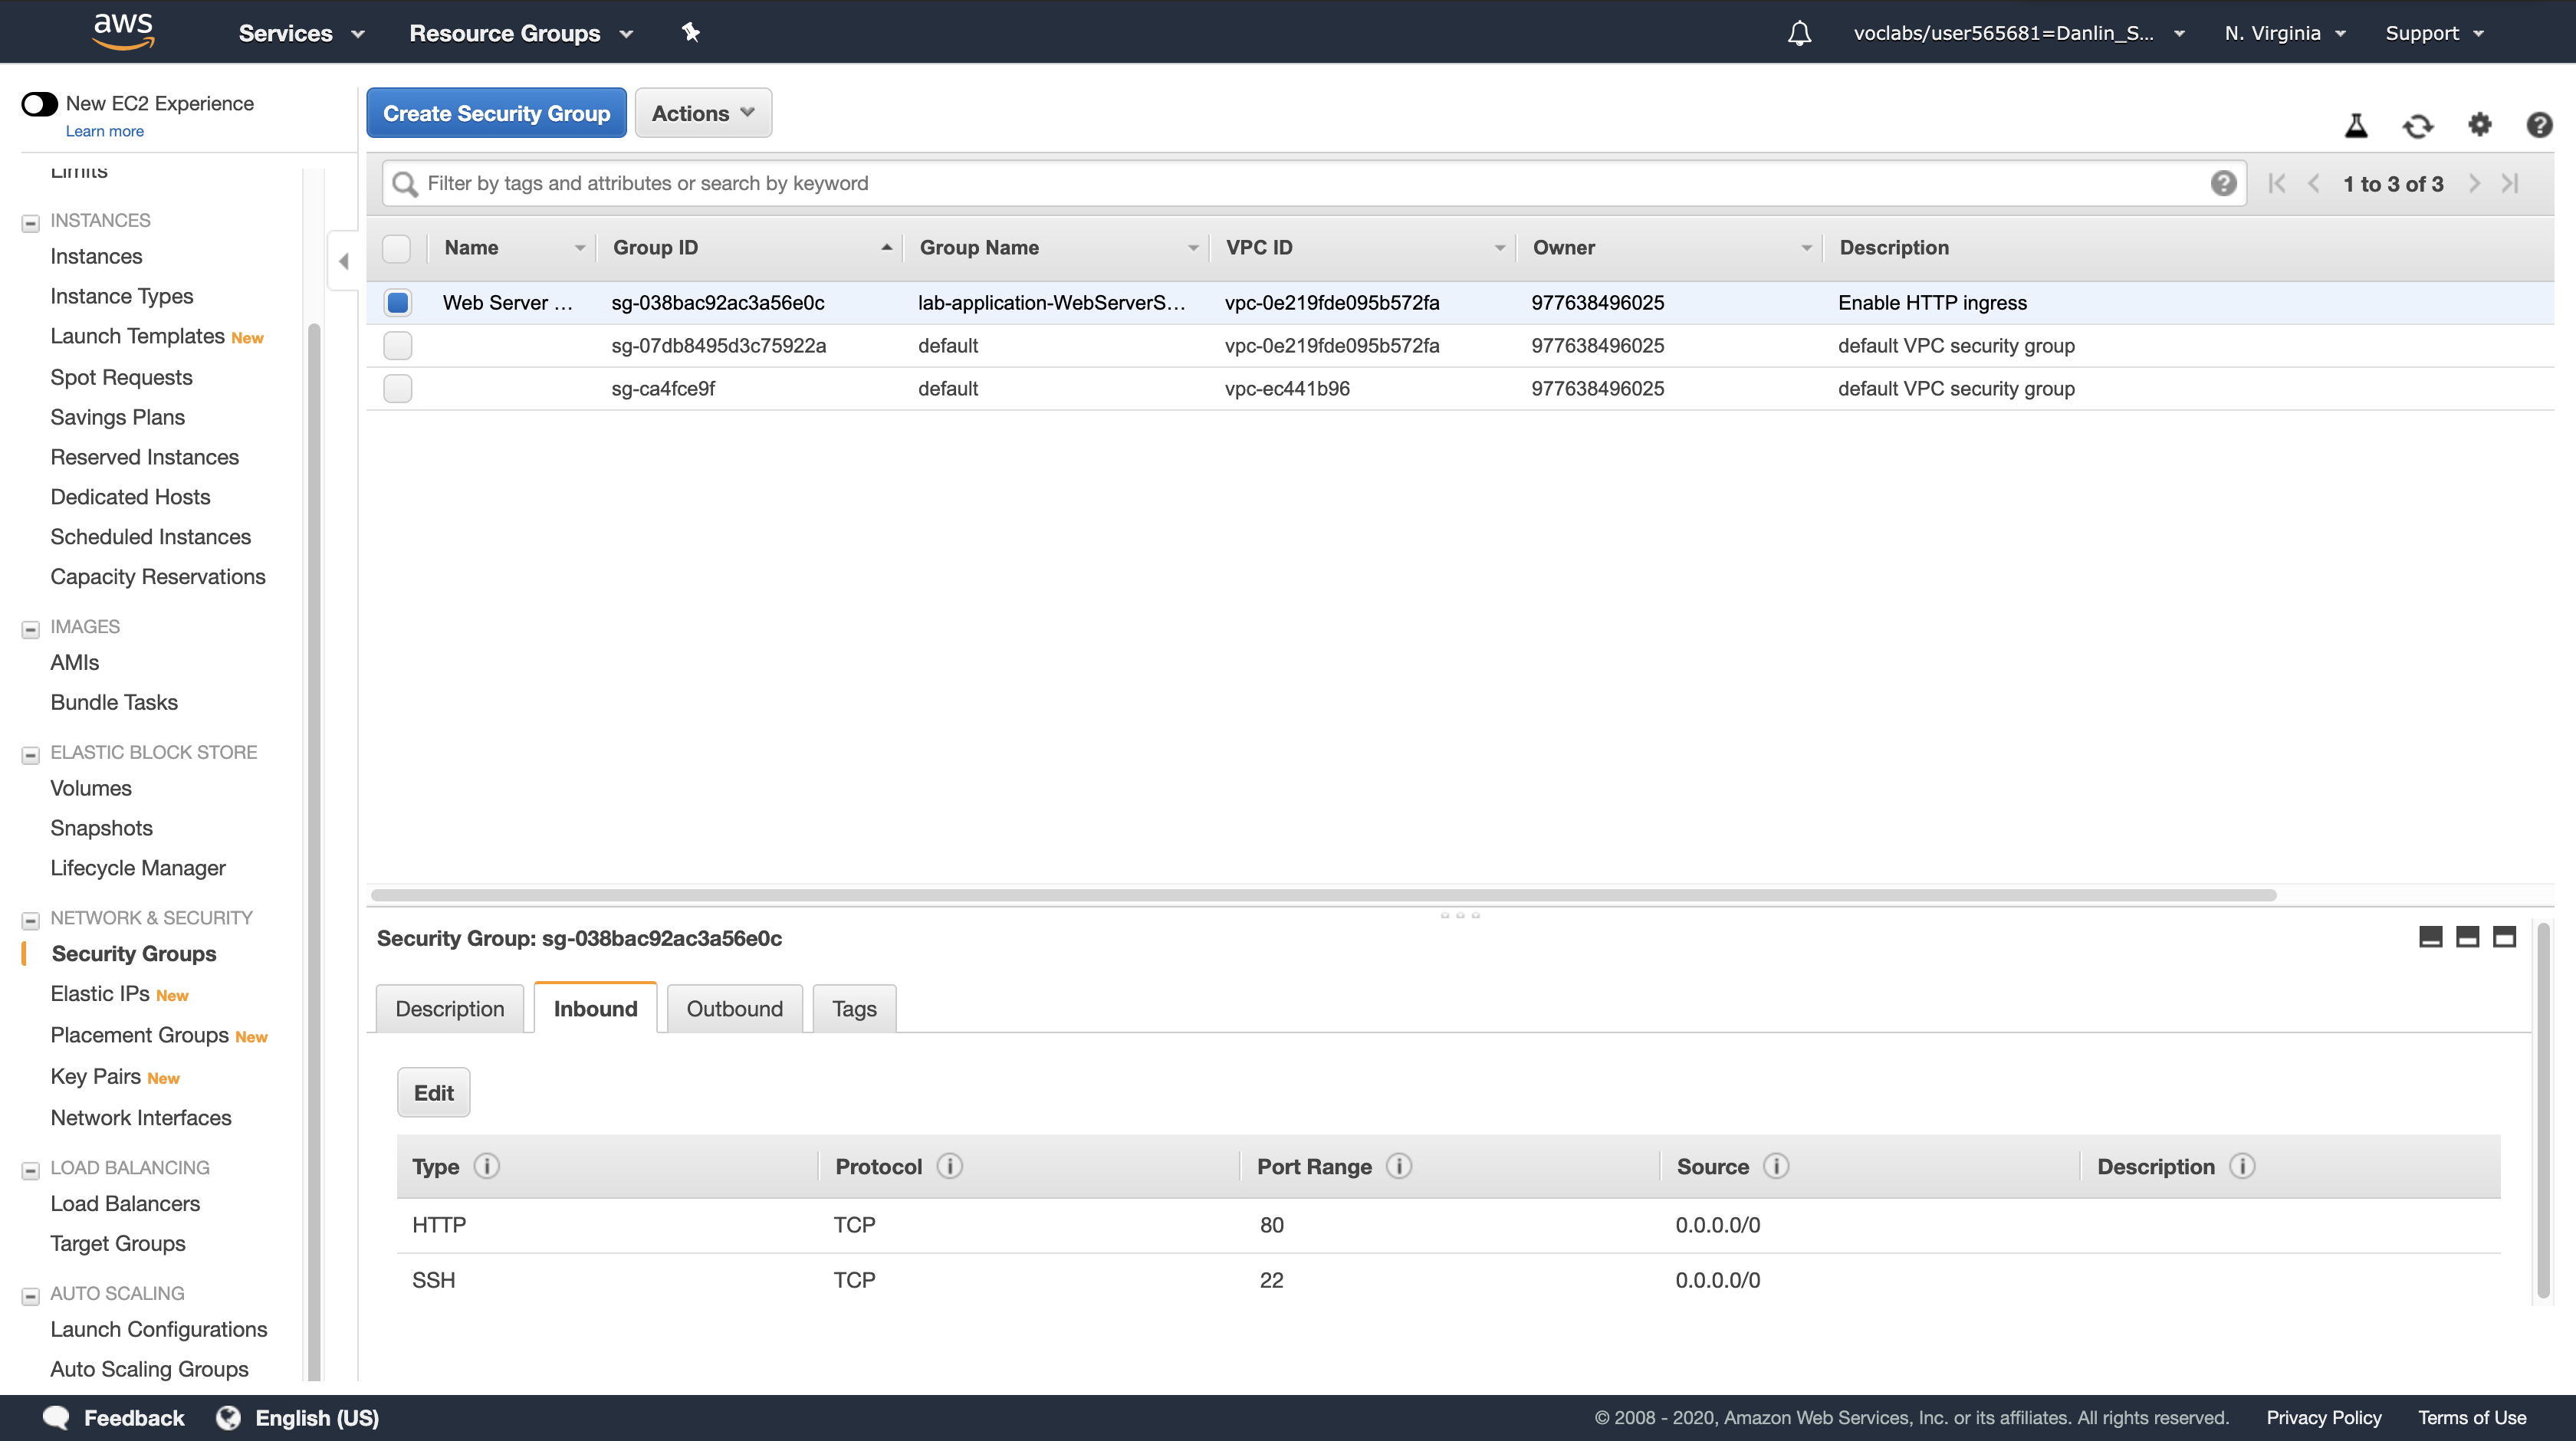 aws Services Resource Groups voclabs/user565681=Danlin_S... N. Virginia Support
New EC2 Experience
Learn more
Limits
INSTANCES
Instances
Instance Types
Launch Templates New
Spot Requests
Savings Plans
Reserved Instances
Dedicated Hosts
Scheduled Instances
Capacity Reservations
IMAGES
AMIs
Bundle Tasks
ELASTIC BLOCK STORE
Volumes
Snapshots
Lifecycle Manager
NETWORK & SECURITY
Security Groups
Elastic IPs New
Placement Groups New
Key Pairs New
Network Interfaces
LOAD BALANCING
Load Balancers
Target Groups
AUTO SCALING
Launch Configurations
Auto Scaling Groups
Create Security Group Actions
Filter by tags and attributes or search by keyword 1 to 3 of 3
Name Group ID Group Name VPC ID Owner Description
Web Server ... sg-038bac92ac3a56e0c lab-application-WebServerS... vpc-0e219fde095b572fa 977638496025 Enable HTTP ingress
sg-07db8495d3c75922a default vpc-0e219fde095b572fa 977638496025 default VPC security group
sg-ca4fce9f default vpc-ec441b96 977638496025 default VPC security group
Security Group: sg-038bac92ac3a56e0c
Description Inbound Outbound Tags
Edit
Type Protocol Port Range Source Description
HTTP TCP 80 0.0.0.0/0
SSH TCP 22 0.0.0.0/0
Feedback English (US) © 2008 - 2020, Amazon Web Services, Inc. or its affiliates. All rights reserved. Privacy Policy Terms of Use